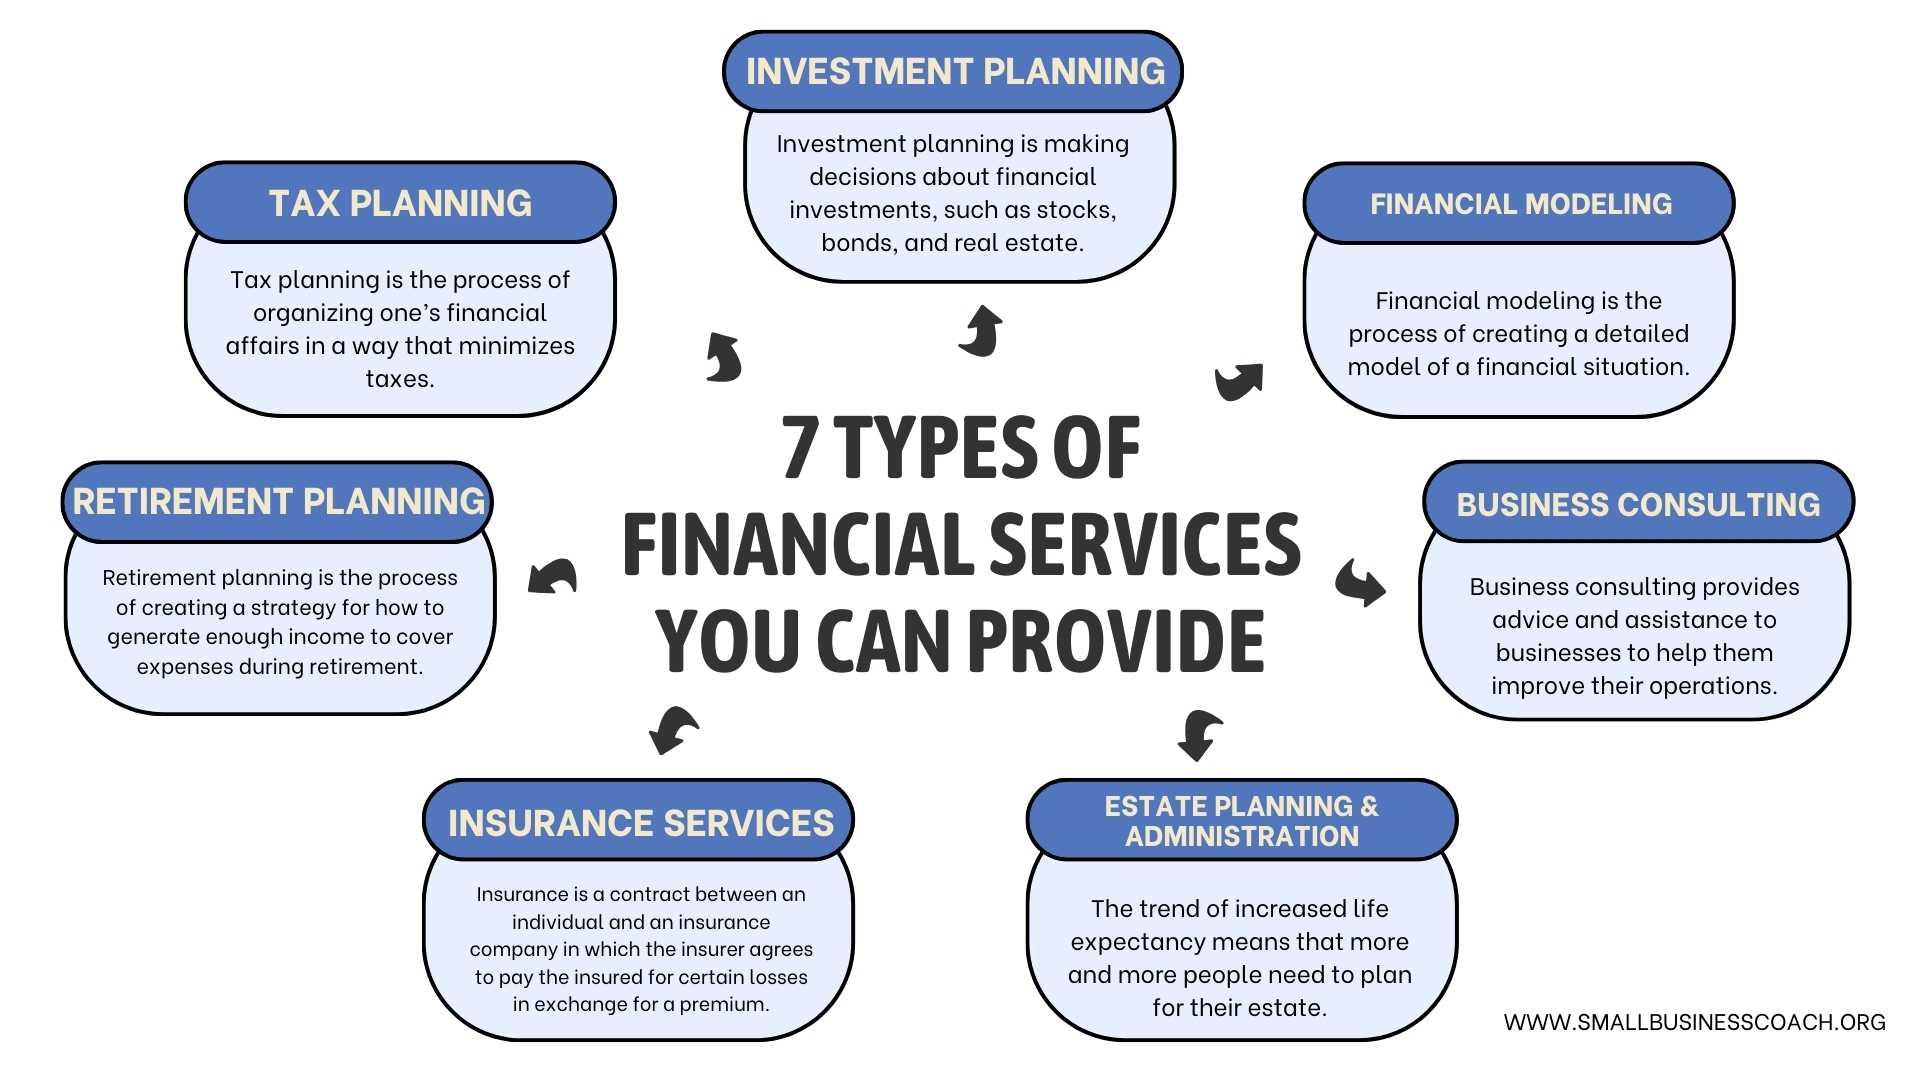 INVESTMENT PLANNING
Investment planning is making
decisions about financial
investments, such as stocks,
bonds, and real estate.
TAX PLANNING
Tax planning is the process of
organizing one’s financial
affairs in a way that minimizes
taxes.
FINANCIAL MODELING
Financial modeling is the
process of creating a detailed
model of a financial situation.
7 TYPES OF
FINANCIAL SERVICES
YOU CAN PROVIDE
RETIREMENT PLANNING
Retirement planning is the process
of creating a strategy for how to
generate enough income to cover
expenses during retirement.
BUSINESS CONSULTING
Business consulting provides
advice and assistance to
businesses to help them
improve their operations.
INSURANCE SERVICES
Insurance is a contract between an
individual and an insurance
company in which the insurer agrees
to pay the insured for certain losses
in exchange for a premium.
ESTATE PLANNING &
ADMINISTRATION
The trend of increased life
expectancy means that more
and more people need to plan
for their estate.
WWW.SMALLBUSINESSCOACH.ORG